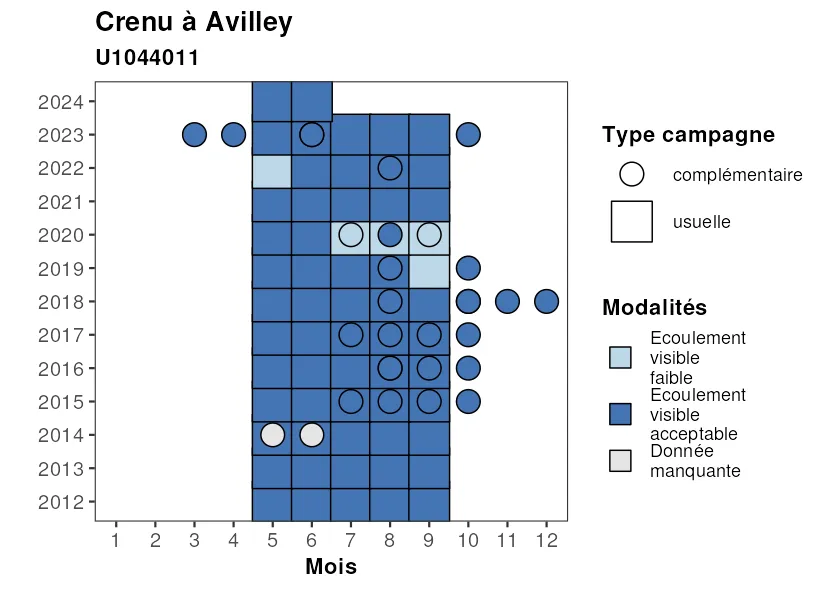 Crenu à Avilley
U1044011
2024
2023
2022
2021
2020
2019
2018
2017
2016
2015
2014
2013
2012
1 2 3 4 5 6 7 8 9 10 11 12
Mois
Type campagne
complémentaire
usuelle
Modalités
Ecoulement
visible
faible
Ecoulement
visible
acceptable
Donnée
manquante